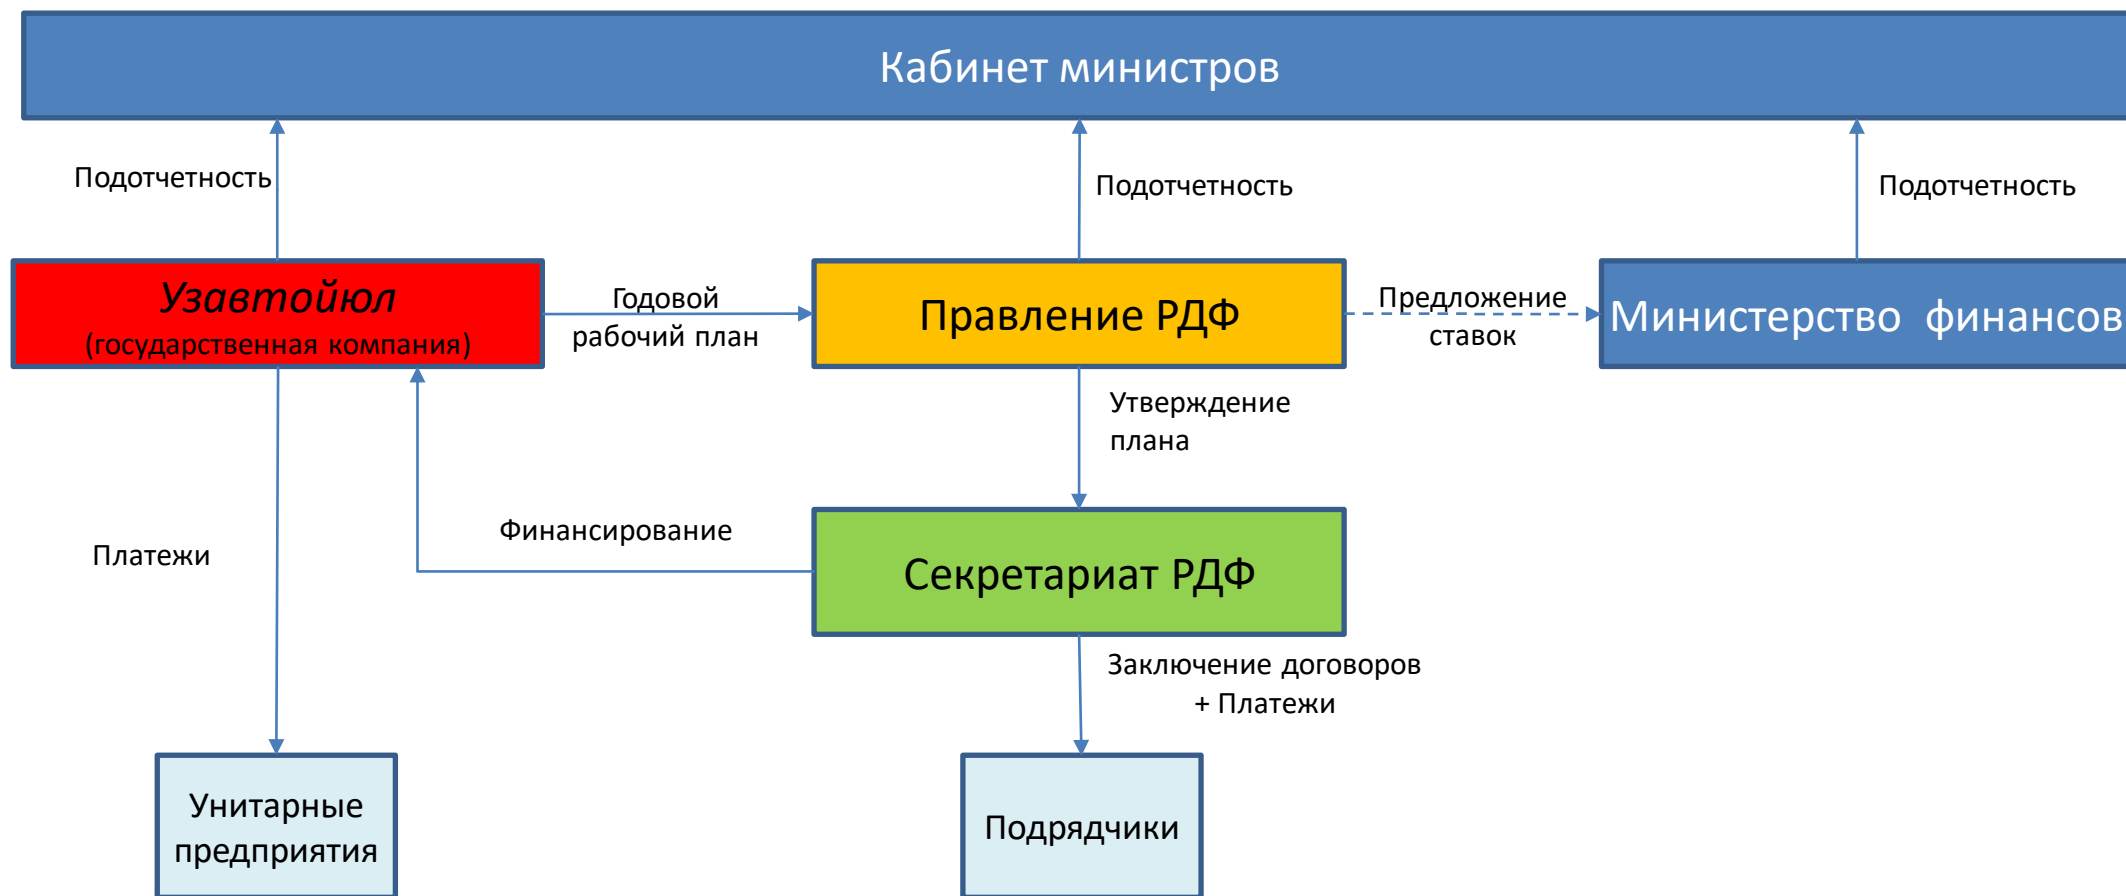 Кабинет министров
Подотчетность
Подотчетность
Подотчетность
Узавтойюл
(государственная компания)
Годовой
рабочий план
Правление РДФ
Предложение
ставок
Министерство финансов
Утверждение
плана
Финансирование
Платежи
Секретариат РДФ
Заключение договоров
+ Платежи
Унитарные
предприятия
Подрядчики